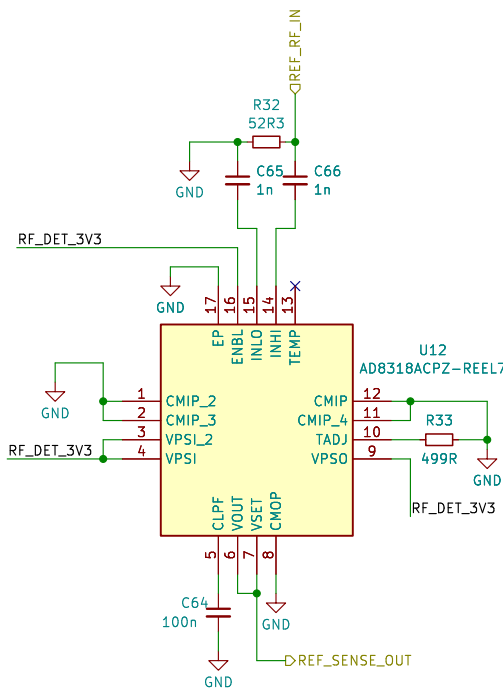 REF_RF_IN
R32
52R3
C65
1n
C66
1n
GND
RF_DET_3V3
GND
17
16
15
14
13
EP
ENBL
INLO
INHI
TEMP
U12
AD8318ACPZ-REEL7
GND
1
CMIP_2
2
CMIP_3
3
VPSI_2
4
VPSI
RF_DET_3V3
CMIP
12
CMIP_4
11
TADJ
10
VPSO
9
R33
499R
GND
RF_DET_3V3
CLPF
VOUT
VSET
CMOP
5
6
7
8
C64
100n
GND
GND
REF_SENSE_OUT